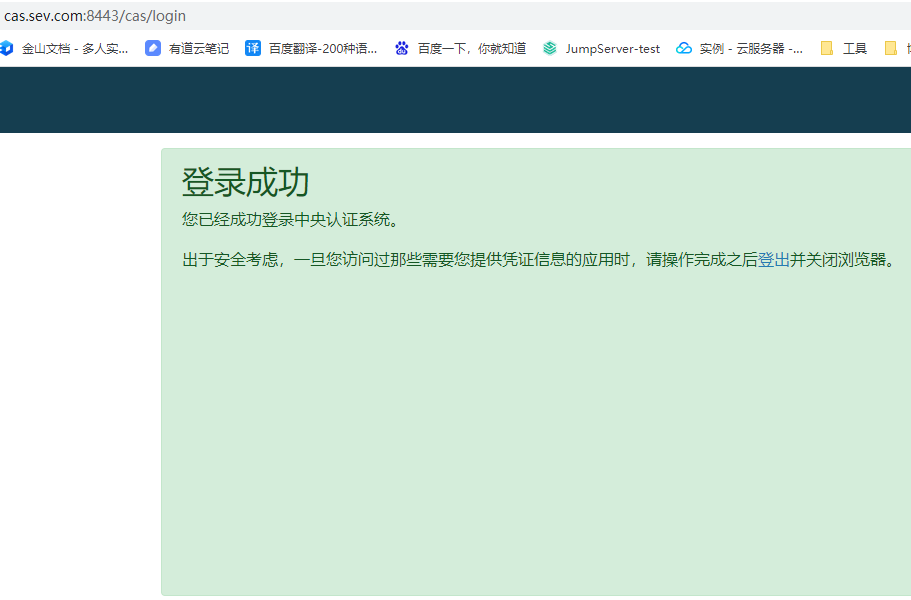 cas.sev.com:8443/cas/login
金山文档 - 多人实... 有道云笔记 译 百度翻译-200种语... 百度一下，你就知道 JumpServer-test 实例 - 云服务器 -... 工具
登录成功
您已经成功登录中央认证系统。
出于安全考虑，一旦您访问过那些需要您提供凭证信息的应用时，请操作完成之后登出并关闭浏览器。